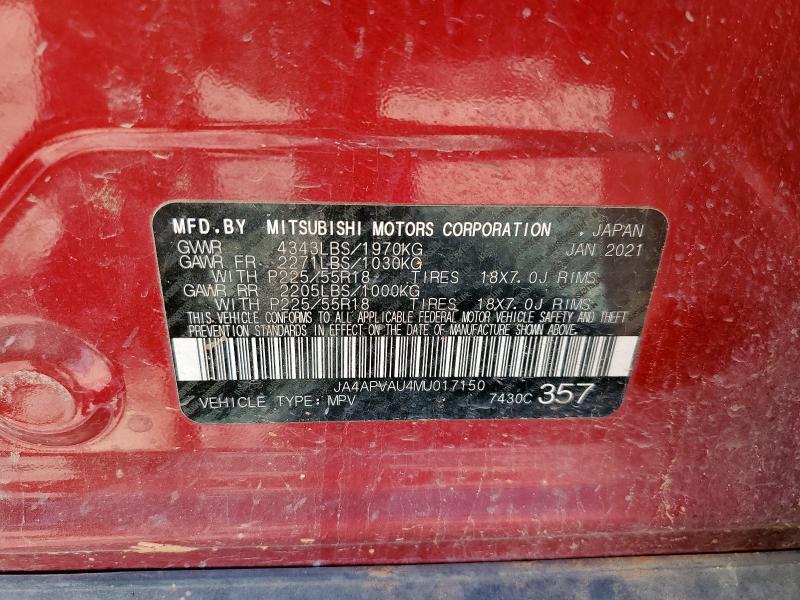 MFD.BY MITSUBISHI MOTORS CORPORATION , JAPAN
GVWR 4343LBS/1970KG JAN 2021
GAWR FR. 2271LBS/1030KG
WITH P225/55R18 TIRES 18X7.0J RIMS
GAWR RR 2205LBS/1000KG
WITH P225/55R18 TIRES 18X7.0J RIMS
THIS VEHICLE CONFORMS TO ALL APPLICABLE FEDERAL MOTOR VEHICLE SAFETY AND THEFT
PREVENTION STANDARDS IN EFFECT ON THE DATE OF MANUFACTURE SHOWN ABOVE.
JA4APVAU4MU017150
VEHICLE TYPE: MPV 7430C 357